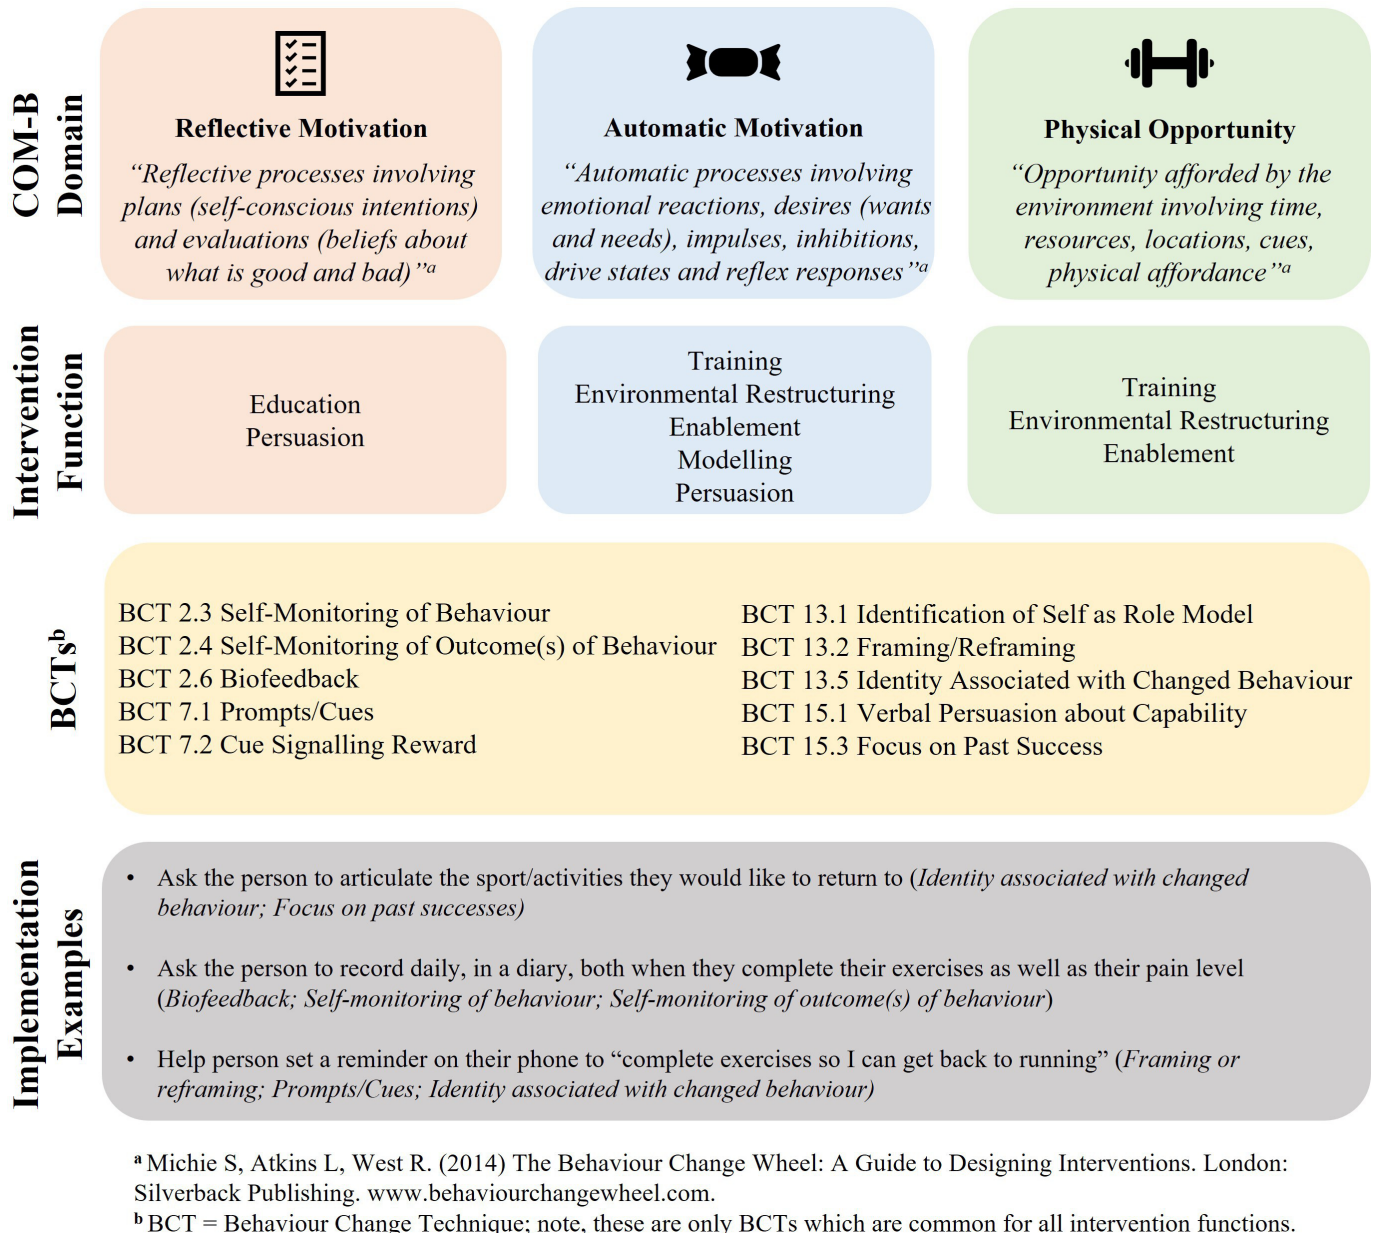 COM-B
Domain
Reflective Motivation
“Reflective processes involving
plans (self-conscious intentions)
and evaluations (beliefs about
what is good and bad)”a
Automatic Motivation
“Automatic processes involving
emotional reactions, desires (wants
and needs), impulses, inhibitions,
drive states and reflex responses”a
Physical Opportunity
“Opportunity afforded by the
environment involving time,
resources, locations, cues,
physical affordance”a
Intervention
Function
Education
Persuasion
Training
Environmental Restructuring
Enablement
Modelling
Persuasion
Training
Environmental Restructuring
Enablement
BCTsb
BCT 2.3 Self-Monitoring of Behaviour
BCT 2.4 Self-Monitoring of Outcome(s) of Behaviour
BCT 2.6 Biofeedback
BCT 7.1 Prompts/Cues
BCT 7.2 Cue Signalling Reward
BCT 13.1 Identification of Self as Role Model
BCT 13.2 Framing/Reframing
BCT 13.5 Identity Associated with Changed Behaviour
BCT 15.1 Verbal Persuasion about Capability
BCT 15.3 Focus on Past Success
Implementation
Examples
• Ask the person to articulate the sport/activities they would like to return to (Identity associated with changed
behaviour; Focus on past successes)
• Ask the person to record daily, in a diary, both when they complete their exercises as well as their pain level
(Biofeedback; Self-monitoring of behaviour; Self-monitoring of outcome(s) of behaviour)
• Help person set a reminder on their phone to “complete exercises so I can get back to running” (Framing or
reframing; Prompts/Cues; Identity associated with changed behaviour)
a Michie S, Atkins L, West R. (2014) The Behaviour Change Wheel: A Guide to Designing Interventions. London:
Silverback Publishing. www.behaviourchangewheel.com.
b BCT = Behaviour Change Technique; note, these are only BCTs which are common for all intervention functions.